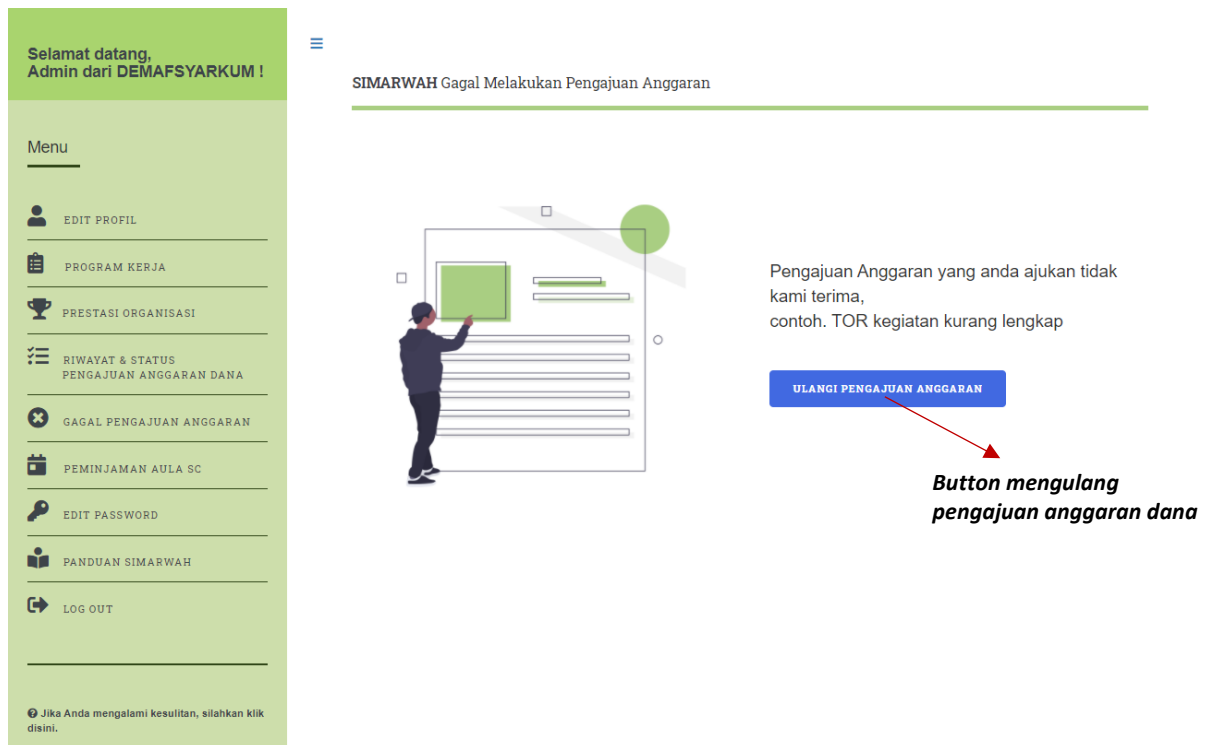 Selamat datang,
Admin dari DEMAFSYARKUM !
Menu
EDIT PROFIL
PROGRAM KERJA
PRESTASI ORGANISASI
RIWAYAT & STATUS
PENGAJUAN ANGGARAN DANA
GAGAL PENGAJUAN ANGGARAN
PEMINJAMAN AULA SC
EDIT PASSWORD
PANDUAN SIMARWAH
LOG OUT
Jika Anda mengalami kesulitan, silahkan klik
disini.
SIMARWAH Gagal Melakukan Pengajuan Anggaran
Pengajuan Anggaran yang anda ajukan tidak
kami terima,
contoh. TOR kegiatan kurang lengkap
ULANGI PENGAJUAN ANGGARAN
Button mengulang
pengajuan anggaran dana